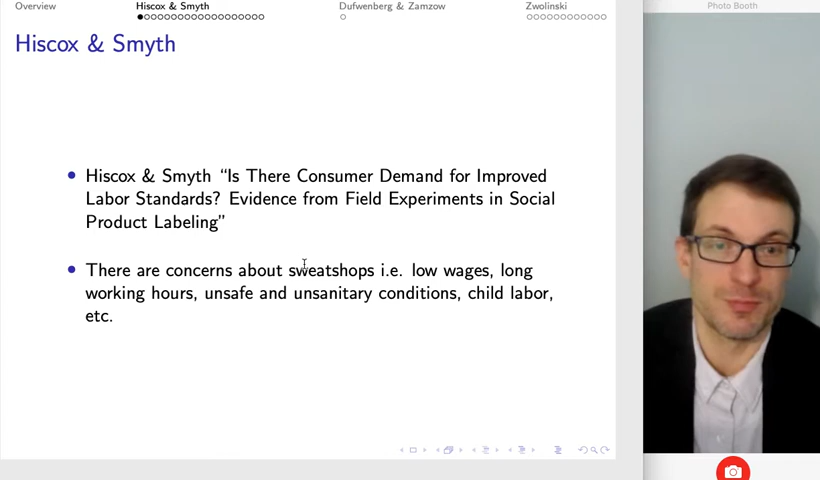 Overview
Hiscox & Smyth
Dufwenberg & Zamzow
Zwolinski
Photo Booth
Hiscox & Smyth
Hiscox & Smyth “Is There Consumer Demand for Improved
Labor Standards? Evidence from Field Experiments in Social
Product Labeling”
There are concerns about sweatshops i.e. low wages, long
working hours, unsafe and unsanitary conditions, child labor,
etc.